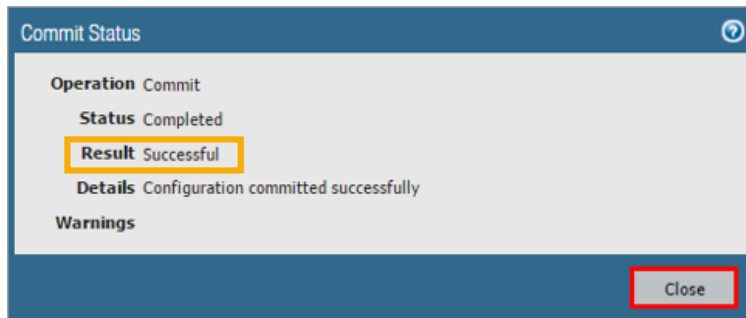 Commit Status
?
Operation Commit
Status Completed
Result Successful
Details Configuration committed successfully
Warnings
Close